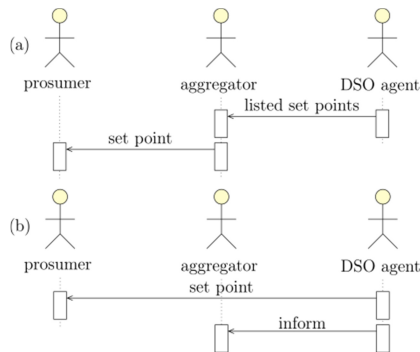 (a)
prosumer aggregator DSO agent
listed set points
set point
(b)
prosumer aggregator DSO agent
set point
inform